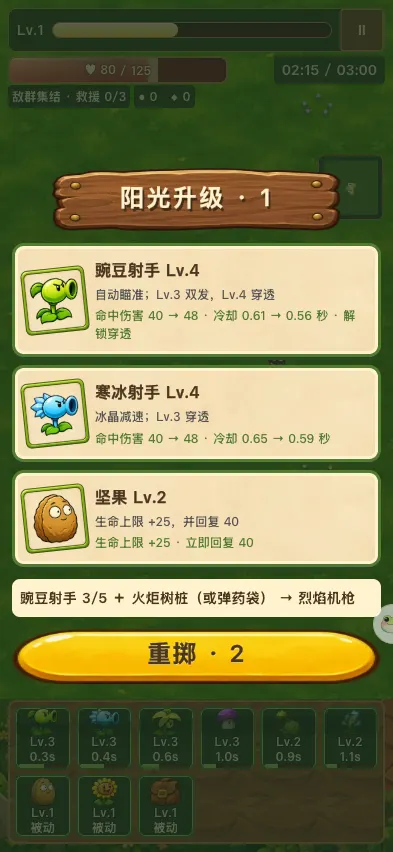 Lv.1
II
♥ 80 / 125
02:15 / 03:00
敌群集结 · 救援 0/3
● 0 ◆ 0
阳光升级 · 1
豌豆射手 Lv.4
自动瞄准；Lv.3 双发，Lv.4 穿透
命中伤害 40 → 48 · 冷却 0.61 → 0.56 秒 · 解
锁穿透
寒冰射手 Lv.4
冰晶减速；Lv.3 穿透
命中伤害 40 → 48 · 冷却 0.65 → 0.59 秒
坚果 Lv.2
生命上限 +25，并回复 40
生命上限 +25 · 立即回复 40
豌豆射手 3/5 + 火炬树桩（或弹药袋） → 烈焰机枪
重掷 · 2
Lv.3 Lv.3 Lv.3 Lv.3 Lv.2 Lv.2
0.3s 0.4s 0.6s 1.0s 0.9s 1.1s
Lv.1 Lv.1 Lv.1
被动 被动 被动